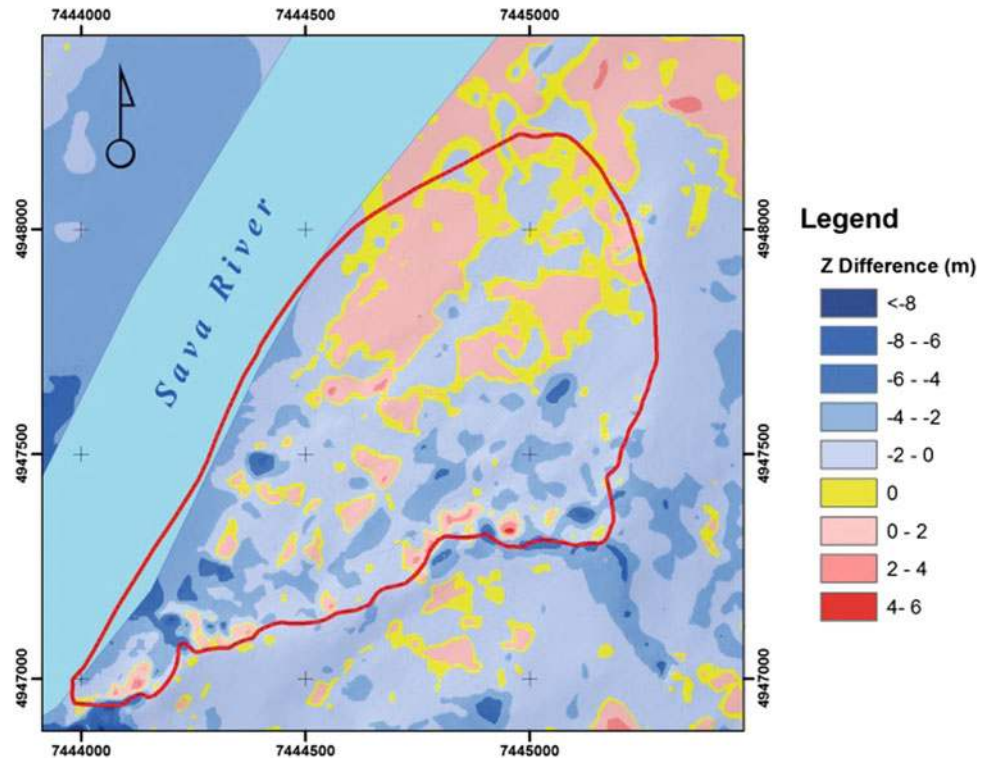 7444000 7444500 7445000
4948000 4948000
4947500 4947500
4947000 4947000
Sava River
7444000 7444500 7445000
Legend
Z Difference (m)
<-8
-8 - -6
-6 - -4
-4 - -2
-2 - 0
0
0 - 2
2 - 4
4- 6